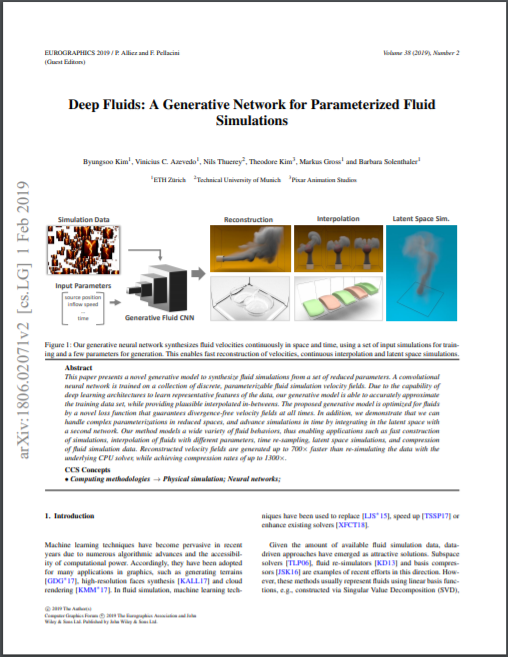 EUROGRAPHICS 2019 / P. Alliez and F. Pellacini
(Guest Editors)
Volume 38 (2019), Number 2
Deep Fluids: A Generative Network for Parameterized Fluid
Simulations
Byungsoo Kim1, Vinicius C. Azevedo1, Nils Thuerey2, Theodore Kim3, Markus Gross1 and Barbara Solenthaler1
1ETH Zürich 2Technical University of Munich 3Pixar Animation Studios
arXiv:1806.02071v2 [cs.LG] 1 Feb 2019
Simulation Data
Input Parameters
source position
inflow speed
...
time
Generative Fluid CNN
Reconstruction
Interpolation
Latent Space Sim.
Figure 1: Our generative neural network synthesizes fluid velocities continuously in space and time, using a set of input simulations for train-
ing and a few parameters for generation. This enables fast reconstruction of velocities, continuous interpolation and latent space simulations.
Abstract
This paper presents a novel generative model to synthesize fluid simulations from a set of reduced parameters. A convolutional
neural network is trained on a collection of discrete, parameterizable fluid simulation velocity fields. Due to the capability of
deep learning architectures to learn representative features of the data, our generative model is able to accurately approximate
the training data set, while providing plausible interpolated in-betweens. The proposed generative model is optimized for fluids
by a novel loss function that guarantees divergence-free velocity fields at all times. In addition, we demonstrate that we can
handle complex parameterizations in reduced spaces, and advance simulations in time by integrating in the latent space with
a second network. Our method models a wide variety of fluid behaviors, thus enabling applications such as fast construction
of simulations, interpolation of fluids with different parameters, time re-sampling, latent space simulations, and compression
of fluid simulation data. Reconstructed velocity fields are generated up to 700× faster than re-simulating the data with the
underlying CPU solver, while achieving compression rates of up to 1300×.
CCS Concepts
• Computing methodologies → Physical simulation; Neural networks;
1. Introduction
Machine learning techniques have become pervasive in recent
years due to numerous algorithmic advances and the accessibil-
ity of computational power. Accordingly, they have been adopted
for many applications in graphics, such as generating terrains
[GDG*17], high-resolution faces synthesis [KALL17] and cloud
rendering [KMM*17]. In fluid simulation, machine learning tech-
niques have been used to replace [LJS*15], speed up [TSSP17] or
enhance existing solvers [XFCT18].
Given the amount of available fluid simulation data, data-
driven approaches have emerged as attractive solutions. Subspace
solvers [TLP06], fluid re-simulators [KD13] and basis compres-
sors [JSK16] are examples of recent efforts in this direction. How-
ever, these methods usually represent fluids using linear basis func-
tions, e.g., constructed via Singular Value Decomposition (SVD),
© 2019 The Author(s)
Computer Graphics Forum © 2019 The Eurographics Association and John
Wiley & Sons Ltd. Published by John Wiley & Sons Ltd.